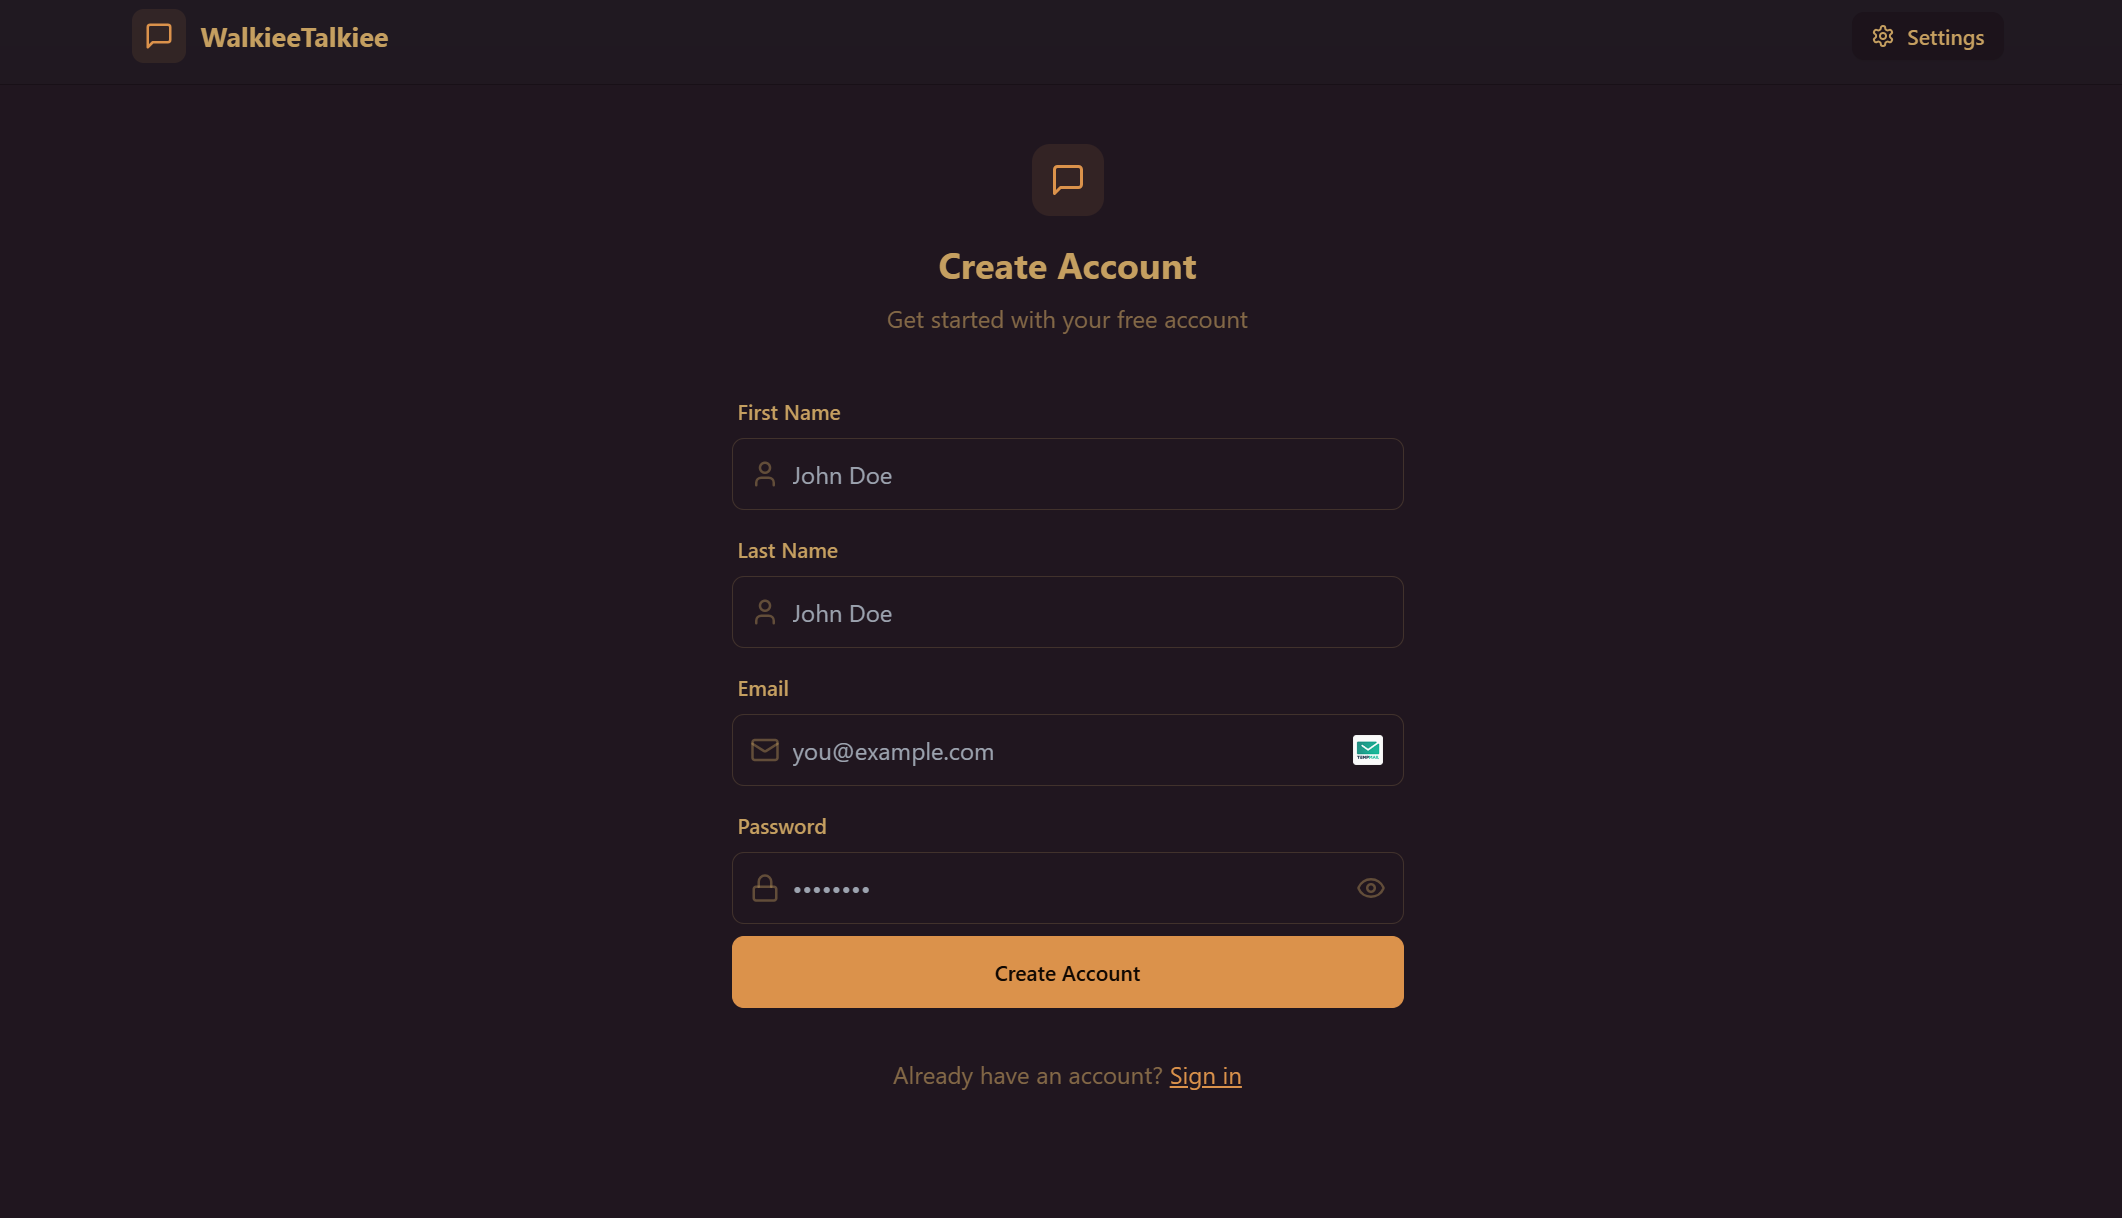 WalkieeTalkiee
Settings
Create Account
Get started with your free account
First Name
John Doe
Last Name
John Doe
Email
you@example.com
Password
••••••••
Create Account
Already have an account? Sign in